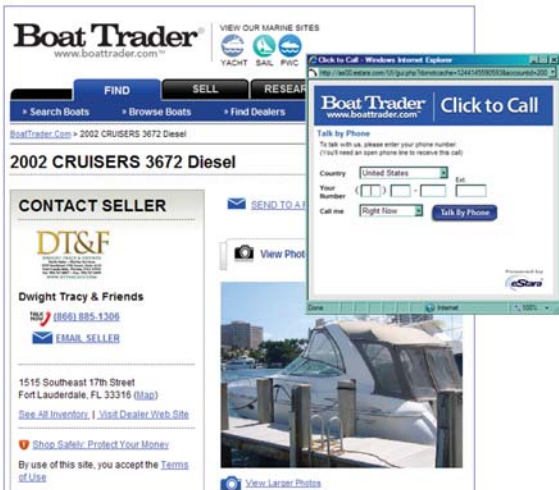 Boat Trader
www.boattrader.com
VIEW OUR MARINE SITES
YACHT SAIL PWC
FIND SELL RESEAR
» Search Boats » Browse Boats » Find Dealers
BoatTrader.Com > 2002 CRUISERS 3672 Diesel
2002 CRUISERS 3672 Diesel
CONTACT SELLER
DT&F
DWIGHT TRACY & FRIENDS
Dwight Tracy & Friends
(866) 885-1306
EMAIL SELLER
1515 Southeast 17th Street
Fort Lauderdale, FL 33316 (Map)
See All Inventory | Visit Dealer Web Site
Shop Safely: Protect Your Money
By use of this site, you accept the Terms
of Use
SEND TO A F
View Phot
View Larger Photos
Click to Call - Windows Internet Explorer
Boat Trader Click to Call
www.boattrader.com
Talk by Phone
To talk with us, please enter your phone number:
(You'll need an open phone line to receive this call)
Country United States
Ext:
Your
Number ( ) -
Call me Right Now Talk By Phone
Powered by
eStara
Done Internet 100%